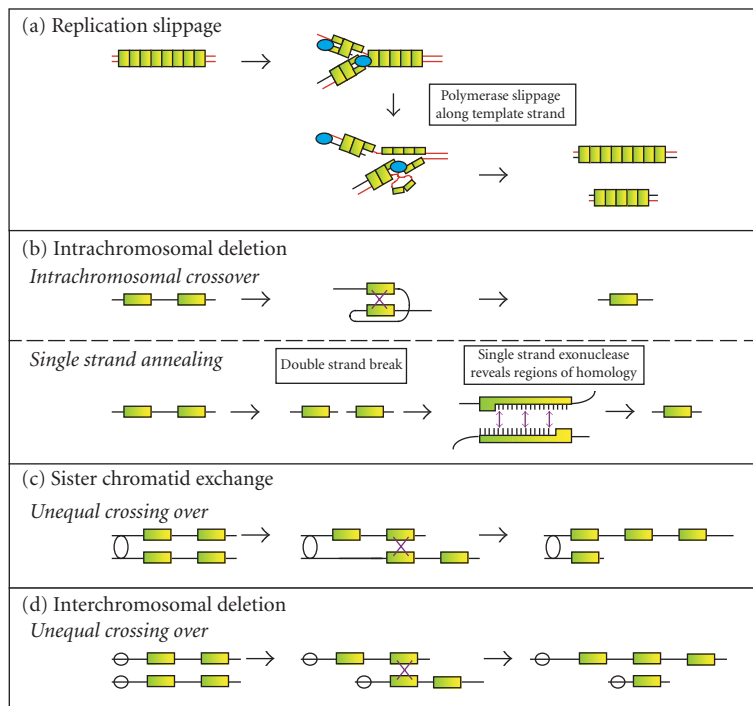 (a) Replication slippage
Polymerase slippage
along template strand
(b) Intrachromosomal deletion
Intrachromosomal crossover
Single strand annealing
Double strand break
Single strand exonuclease
reveals regions of homology
(c) Sister chromatid exchange
Unequal crossing over
(d) Interchromosomal deletion
Unequal crossing over